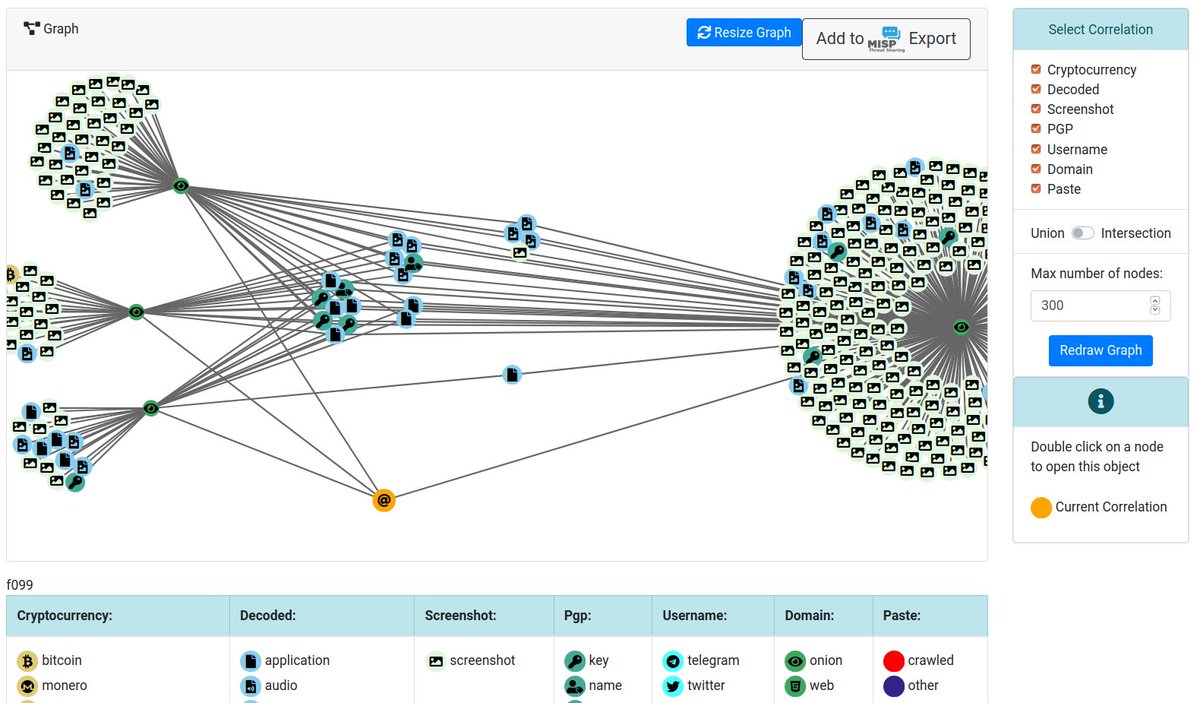 Graph
Resize Graph
Add to MISP Threat Sharing Export
Select Correlation
Cryptocurrency
Decoded
Screenshot
PGP
Username
Domain
Paste
Union Intersection
Max number of nodes:
300
Redraw Graph
Double click on a node
to open this object
Current Correlation
f099
Cryptocurrency: Decoded: Screenshot: Pgp: Username: Domain: Paste:
bitcoin application screenshot key telegram onion crawled
monero audio name twitter web other